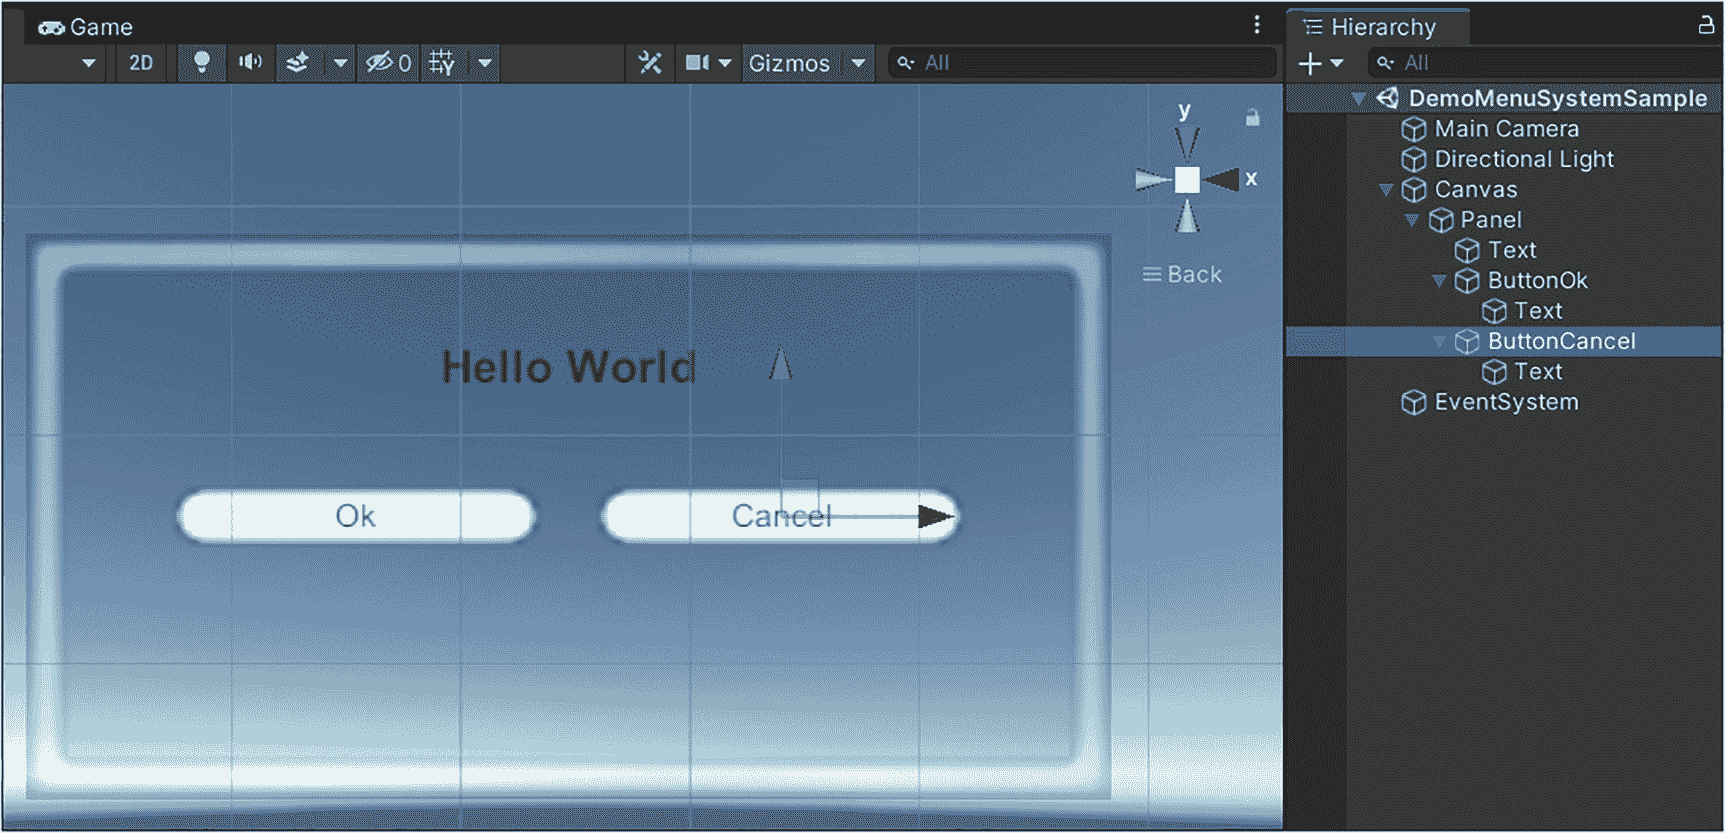 Game
2D
0
Gizmos
All
y
x
Back
Hello World
Ok
Cancel
Hierarchy
All
DemoMenuSystemSample
Main Camera
Directional Light
Canvas
Panel
Text
ButtonOk
Text
ButtonCancel
Text
EventSystem